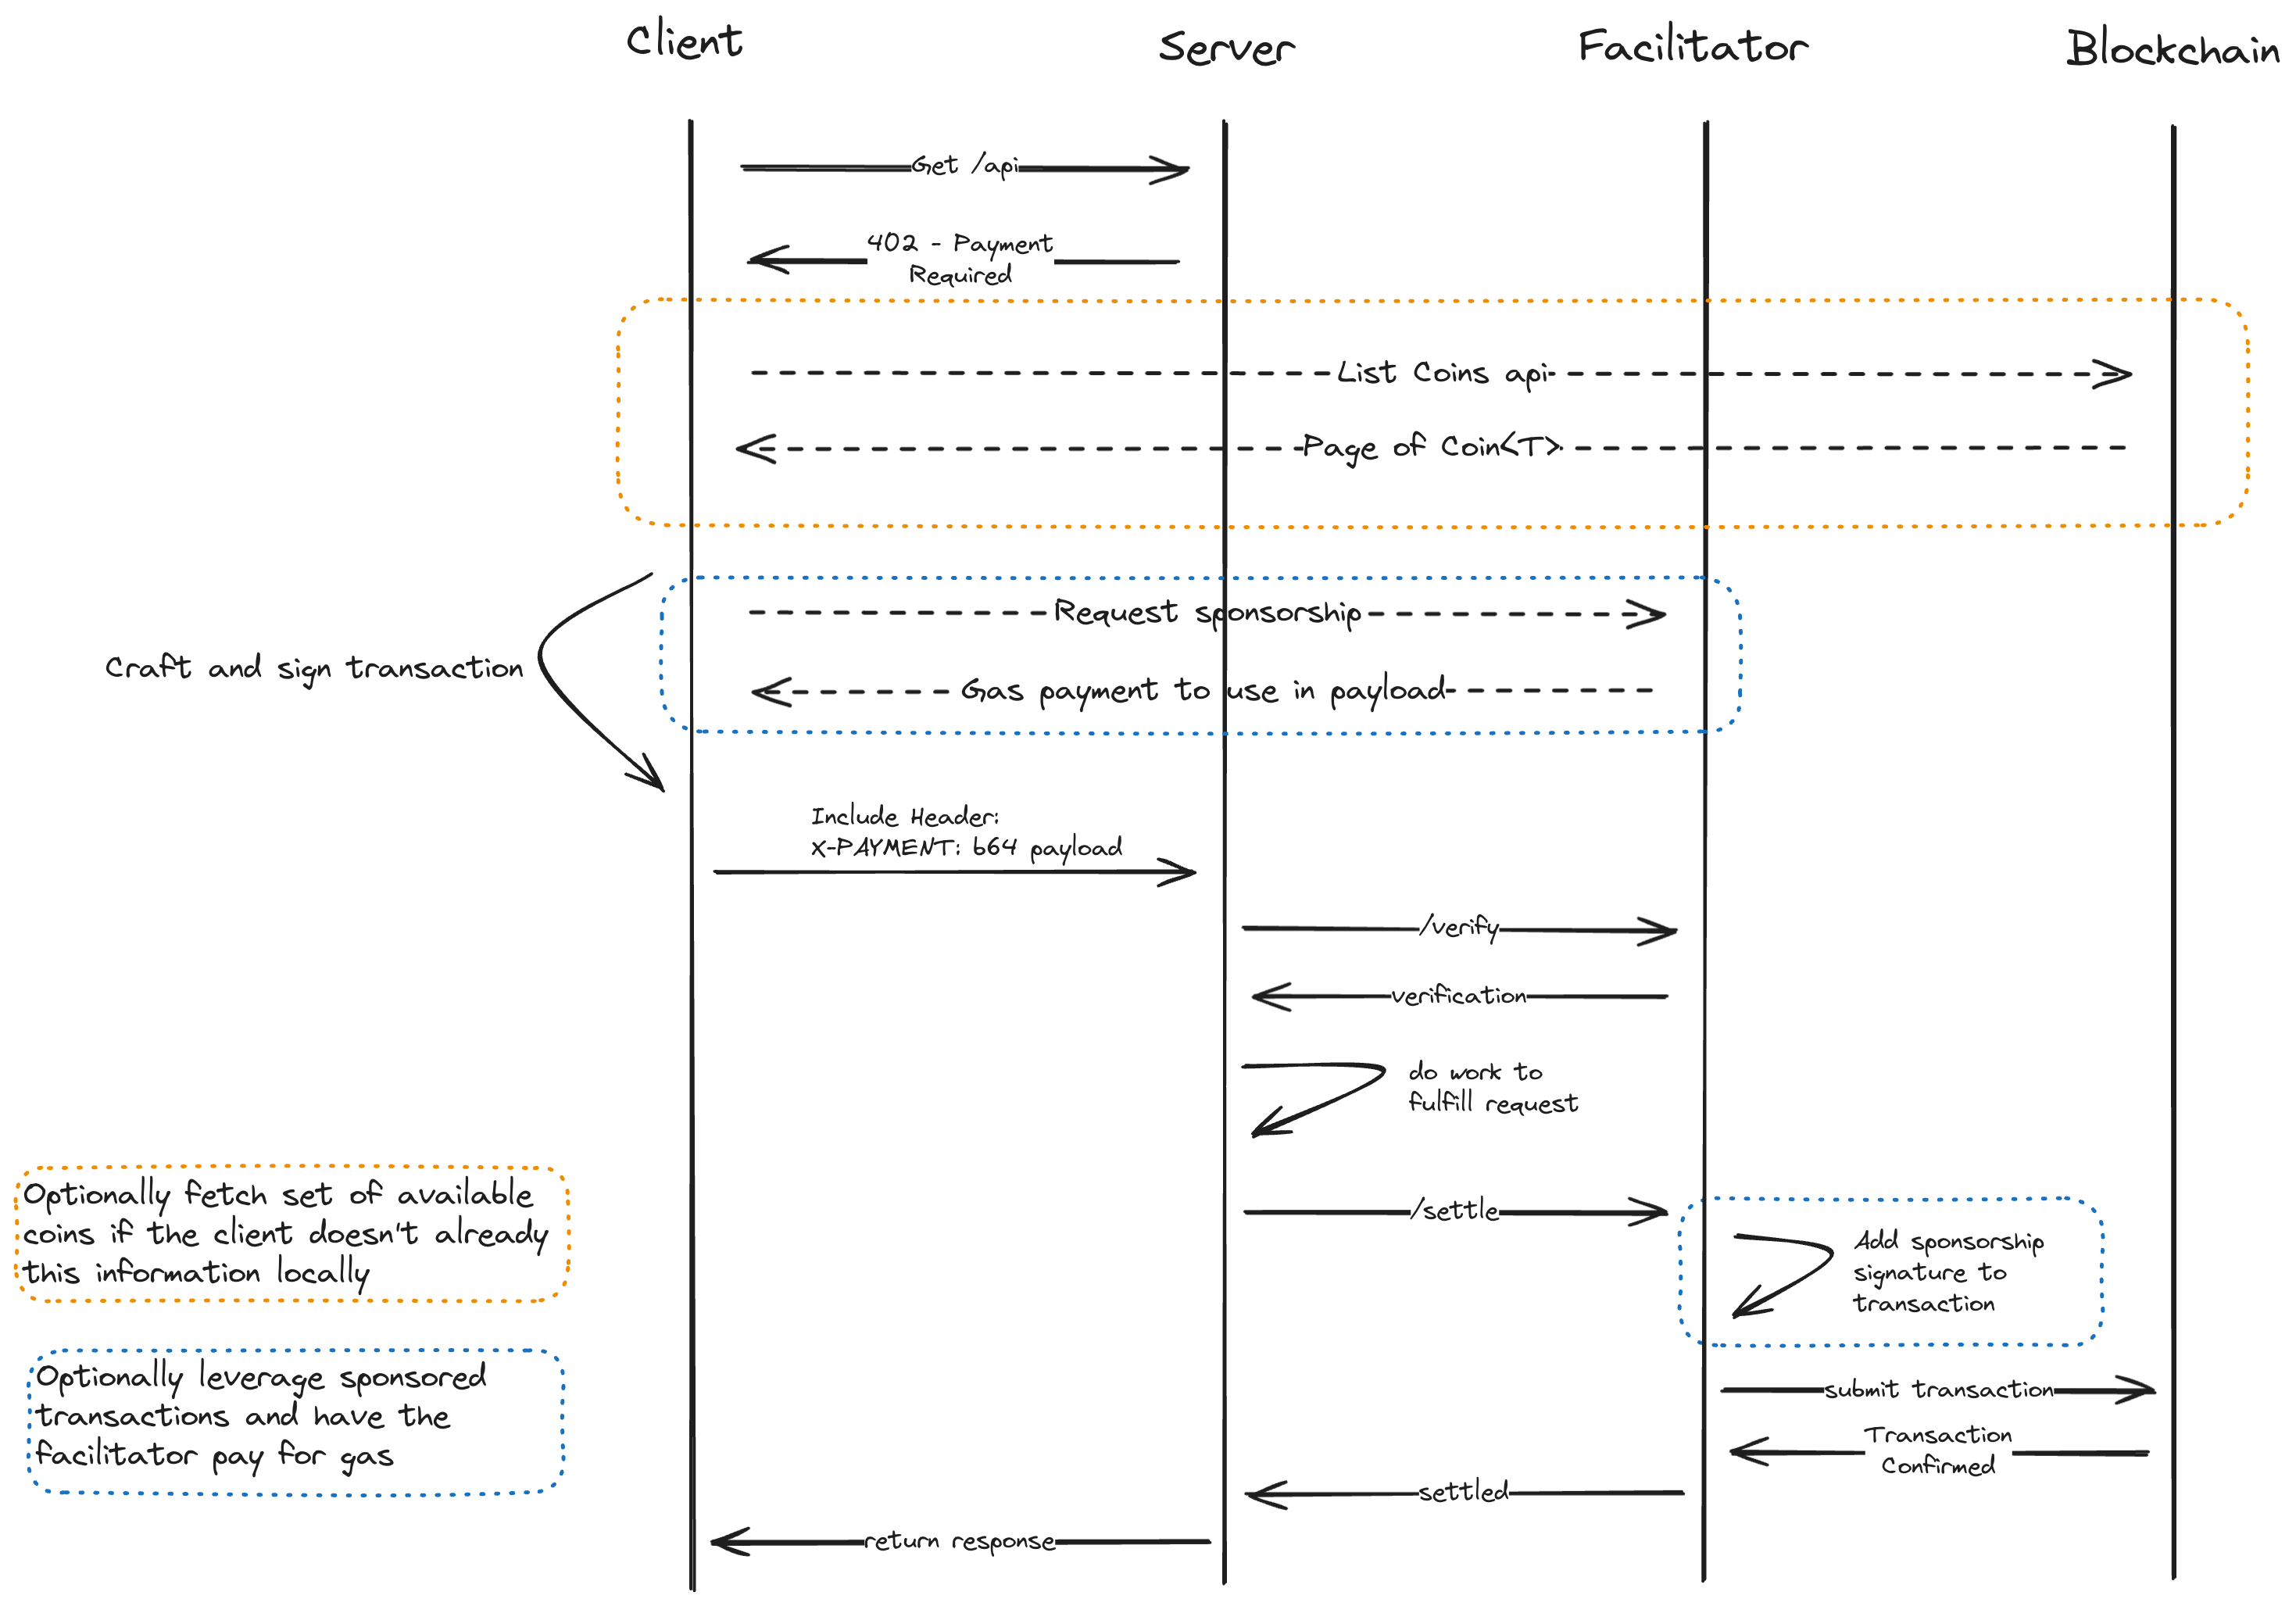 Client
Server
Facilitator
Blockchain
Get /api
402 - Payment
Required
List Coins api
Page of Coin<T>
Request sponsorship
Craft and sign transaction
Gas payment to use in payload
Include Header:
X-PAYMENT: b64 payload
/verify
verification
do work to
fulfill request
Optionally fetch set of available
coins if the client doesn't already
this information locally
/settle
Add sponsorship
signature to
transaction
Optionally leverage sponsored
transactions and have the
facilitator pay for gas
submit transaction
Transaction
Confirmed
settled
return response